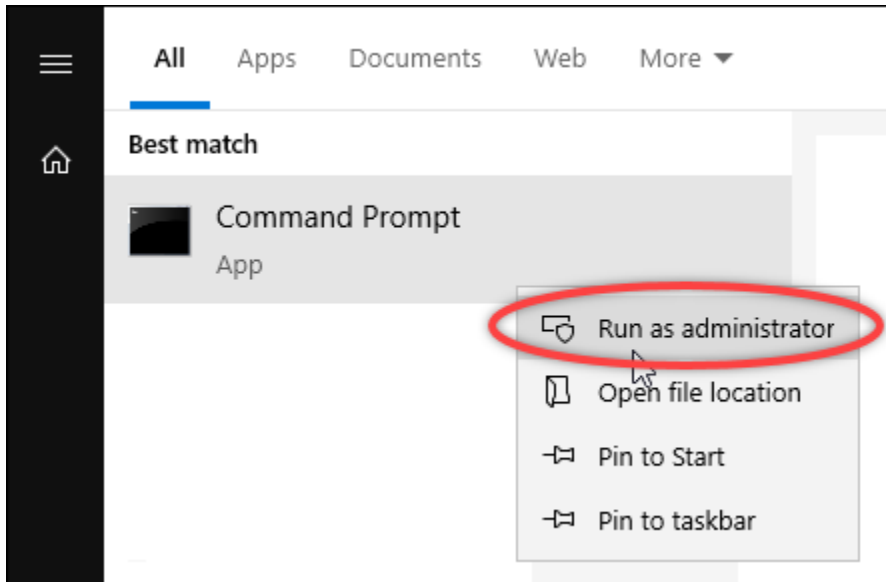 All Apps Documents Web More
Best match
Command Prompt
App
Run as administrator
Open file location
Pin to Start
Pin to taskbar